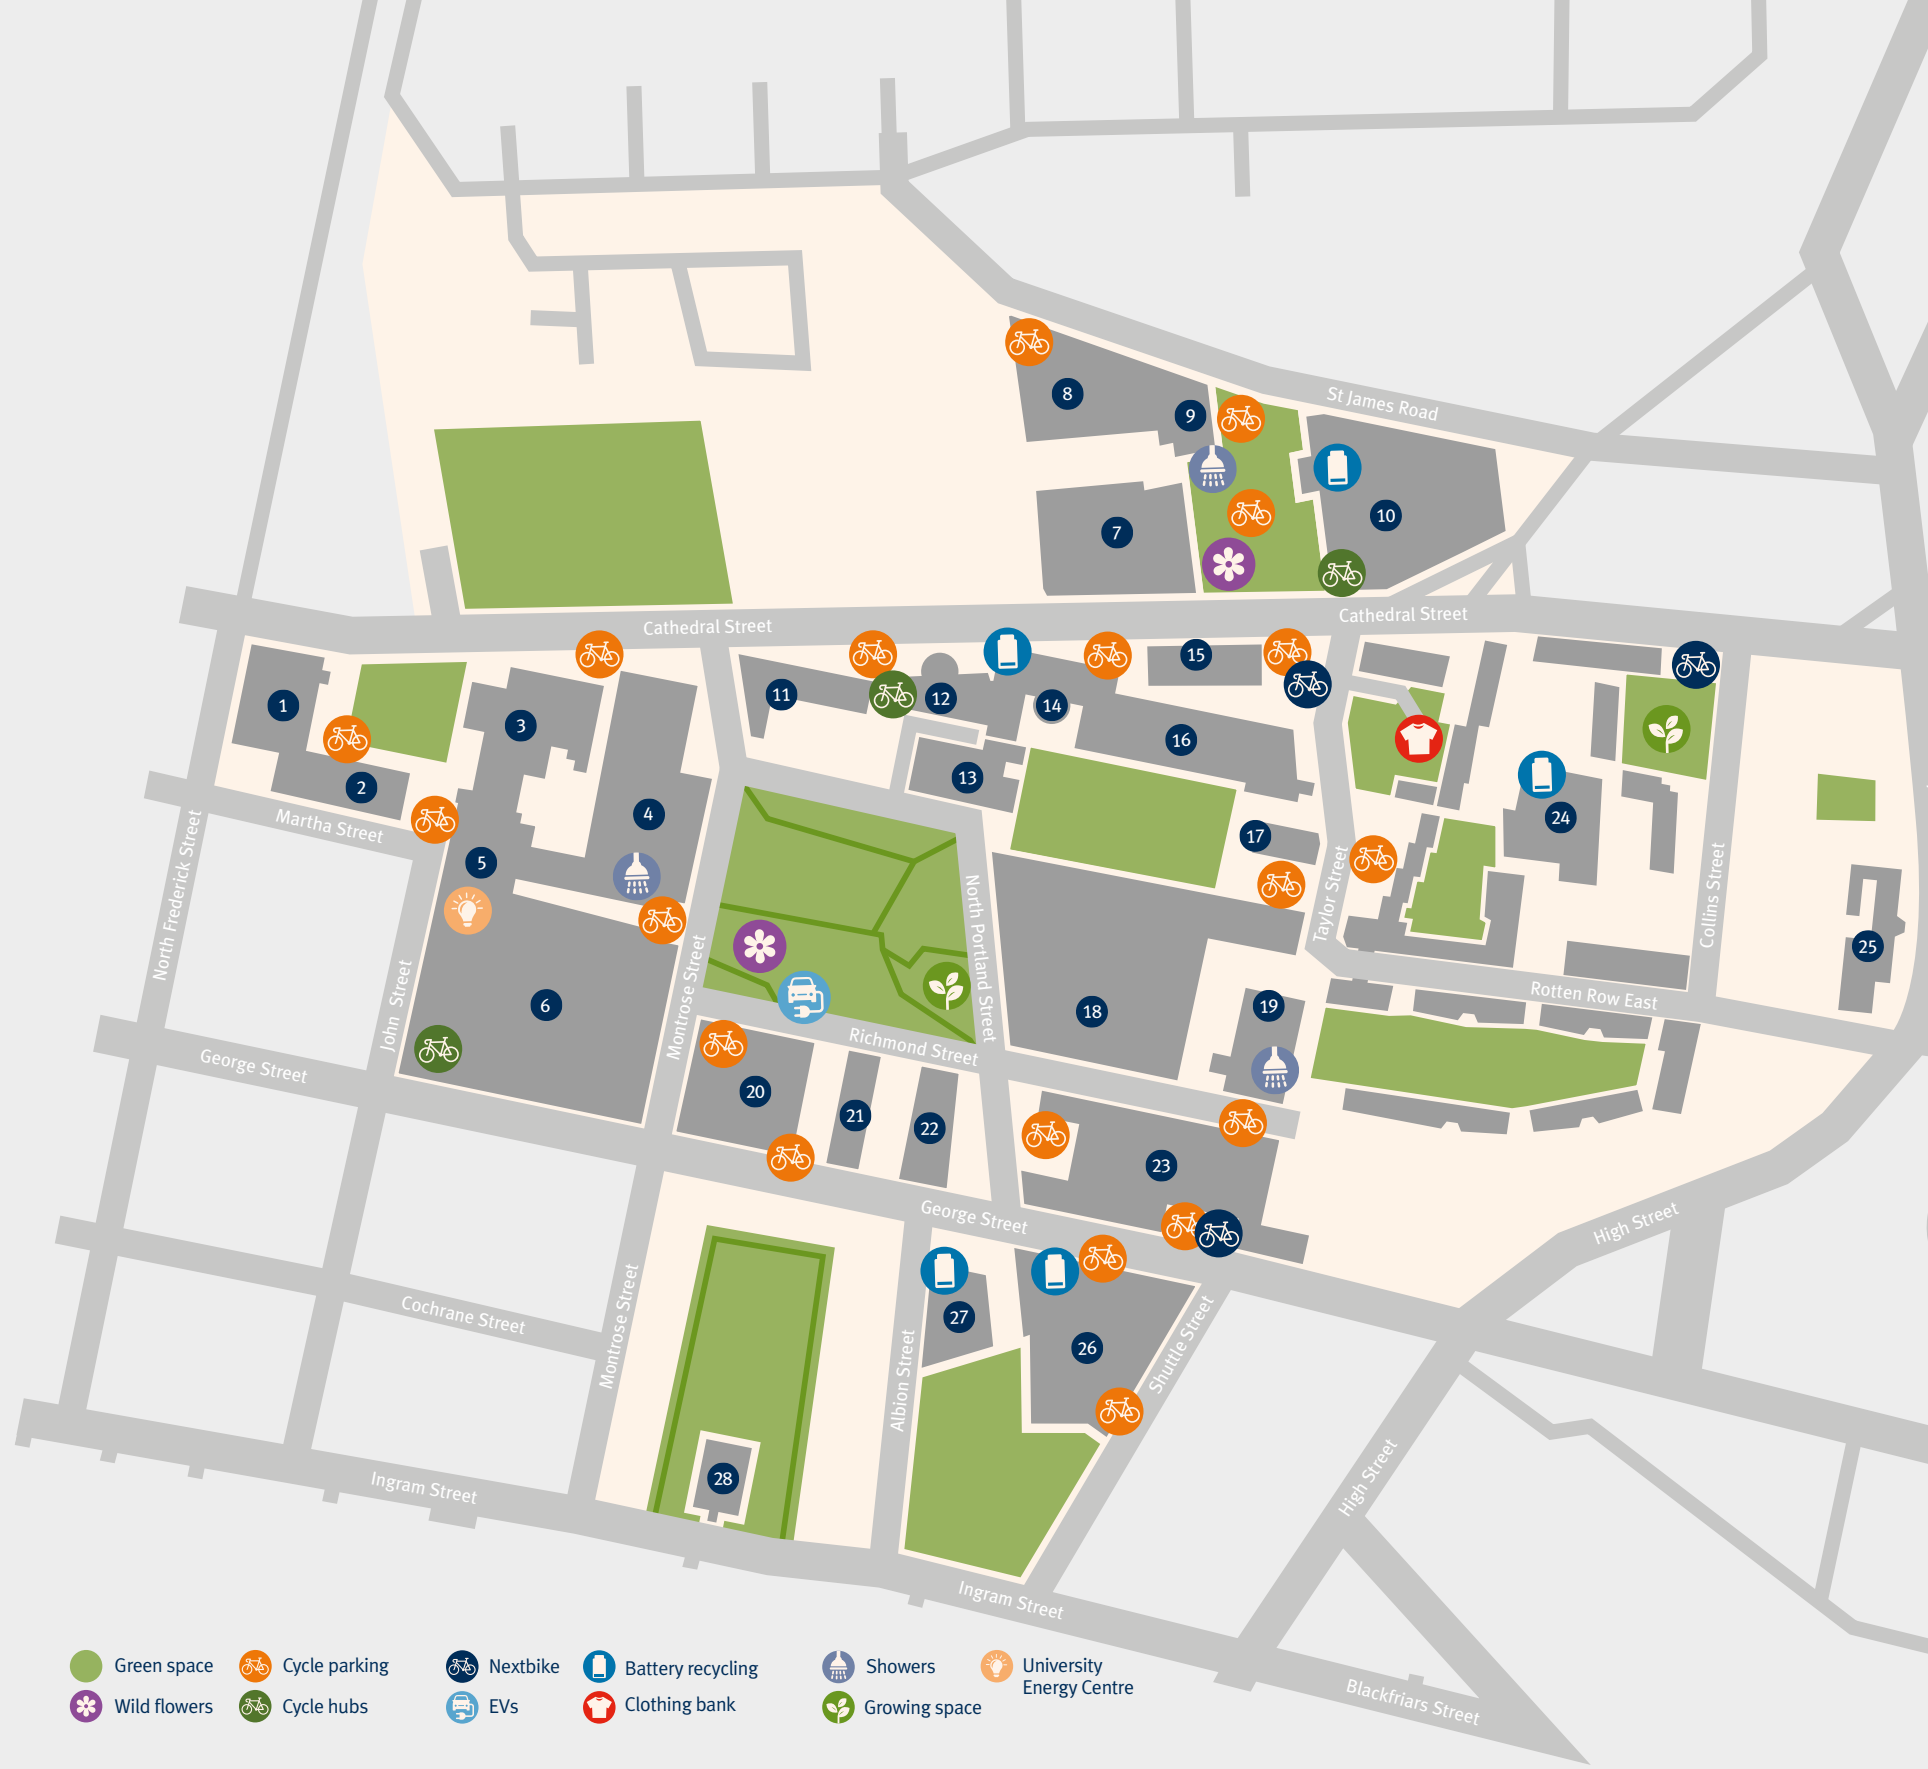 St James Road
8
9
10
7
Cathedral Street
Cathedral Street
15
11
12
14
1
3
16
13
2
4
24
Martha Street
17
5
North Frederick Street
Taylor Street
Collins Street
North Portland Street
25
John Street
Montrose Street
6
18
19
Rotten Row East
Richmond Street
George Street
20
21
22
23
George Street
High Street
Cochrane Street
Montrose Street
27
26
Albion Street
Shuttle Street
28
Ingram Street
High Street
Ingram Street
Blackfriars Street
Green space
Cycle parking
Nextbike
Battery recycling
Showers
University
Energy Centre
Wild flowers
Cycle hubs
EVs
Clothing bank
Growing space